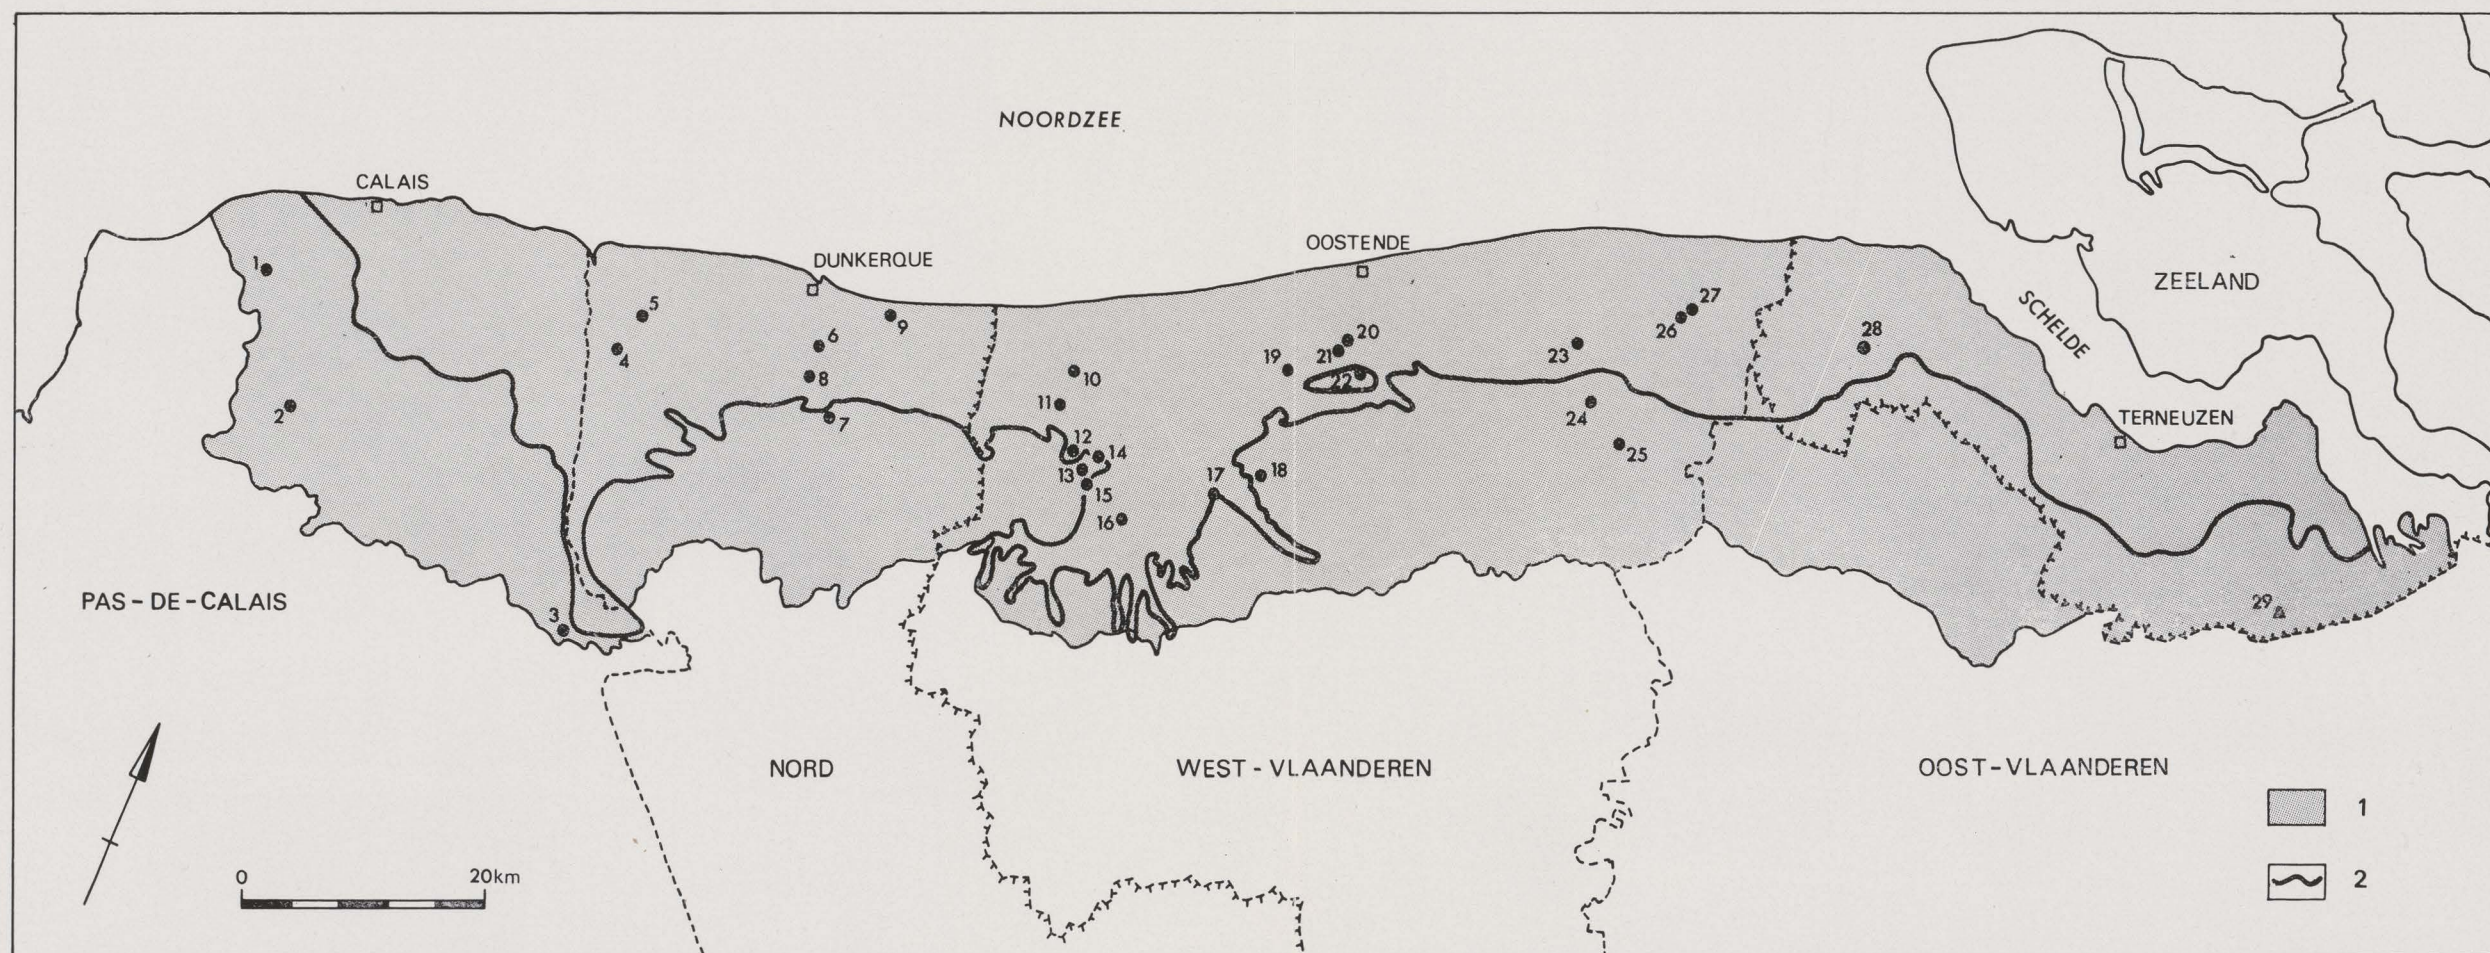 NOORDZEE
CALAIS
DUNKERQUE
OOSTENDE
ZEELAND
SCHELDE
TERNEUZEN
1
2
3
4
5
6
7
8
9
10
11
12
13
14
15
16
17
18
19
20
21
22
23
24
25
26
27
28
29
PAS-DE-CALAIS
NORD
WEST-VLAANDEREN
OOST-VLAANDEREN
0 20km
1
2